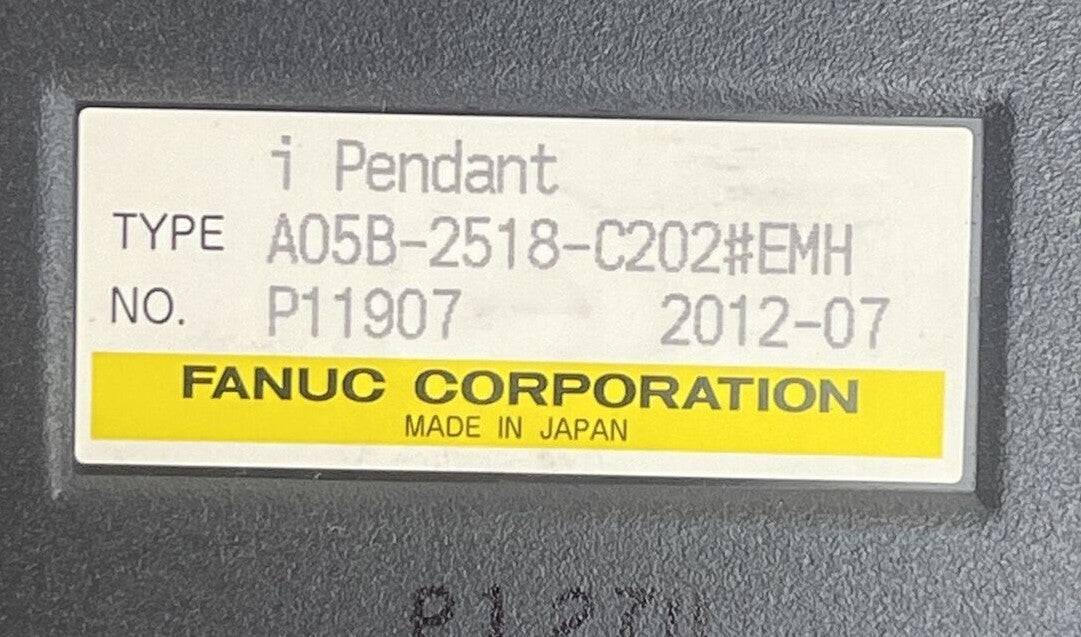 i Pendant
TYPE A05B-2518-C202#EMH
NO. P11907 2012-07
FANUC CORPORATION
MADE IN JAPAN